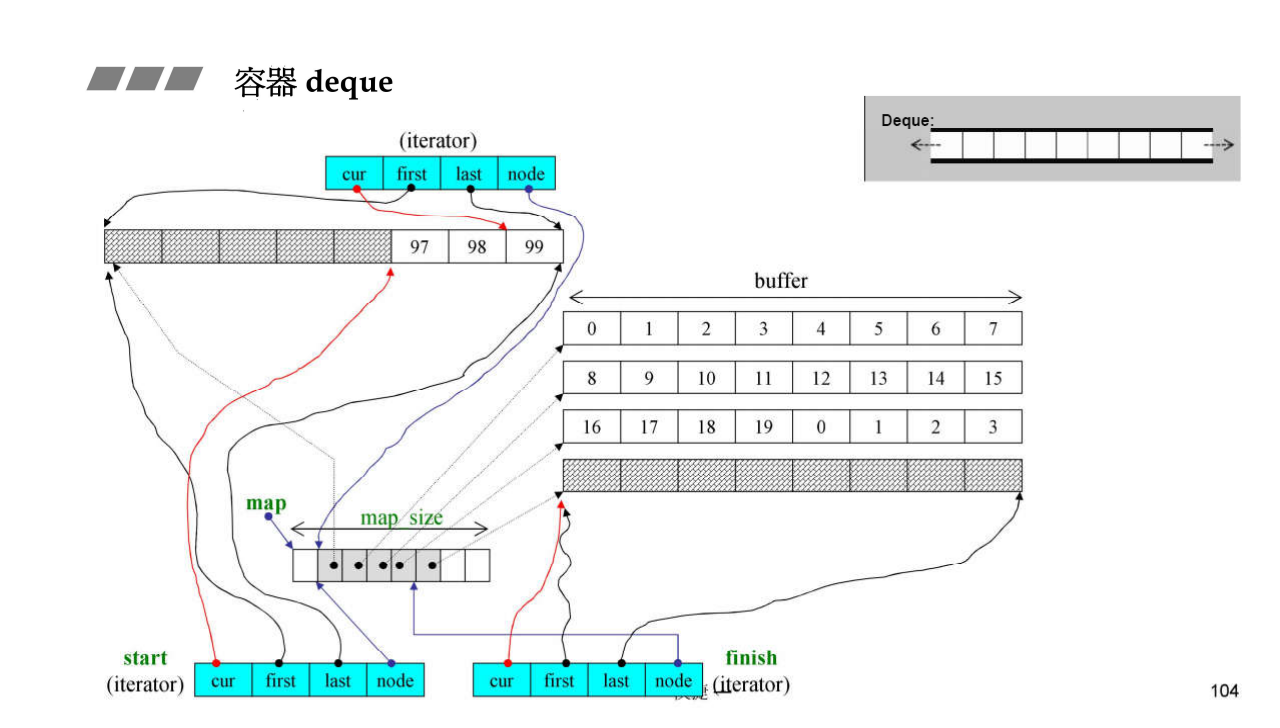 容器 deque
Deque:
(iterator)
cur first last node
97 98 99
buffer
0 1 2 3 4 5 6 7
8 9 10 11 12 13 14 15
16 17 18 19 0 1 2 3
map
map size
start
(iterator)
cur first last node
cur first last node
finish
(iterator)
104